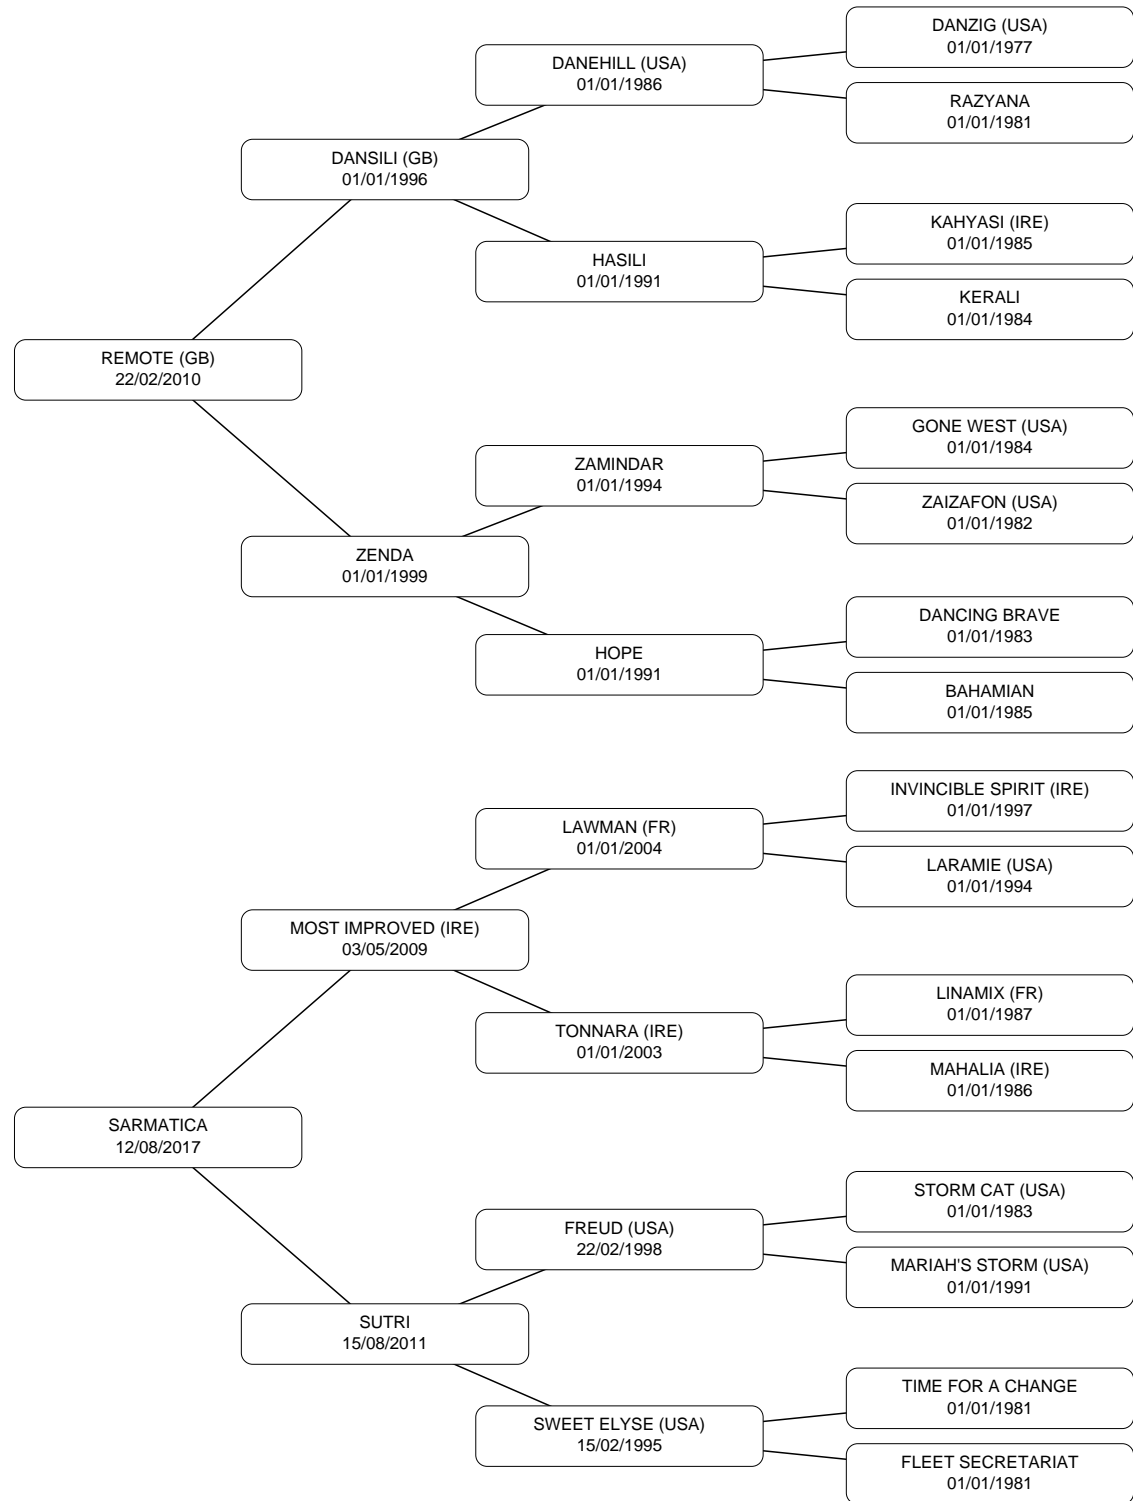 DANZIG (USA)
01/01/1977
DANEHILL (USA)
01/01/1986
RAZYANA
01/01/1981
DANSILI (GB)
01/01/1996
KAHYASI (IRE)
01/01/1985
HASILI
01/01/1991
KERALI
01/01/1984
REMOTE (GB)
22/02/2010
GONE WEST (USA)
01/01/1984
ZAMINDAR
01/01/1994
ZAIZAFON (USA)
01/01/1982
ZENDA
01/01/1999
DANCING BRAVE
01/01/1983
HOPE
01/01/1991
BAHAMIAN
01/01/1985
INVINCIBLE SPIRIT (IRE)
01/01/1997
LAWMAN (FR)
01/01/2004
LARAMIE (USA)
01/01/1994
MOST IMPROVED (IRE)
03/05/2009
LINAMIX (FR)
01/01/1987
TONNARA (IRE)
01/01/2003
MAHALIA (IRE)
01/01/1986
SARMATICA
12/08/2017
STORM CAT (USA)
01/01/1983
FREUD (USA)
22/02/1998
MARIAH'S STORM (USA)
01/01/1991
SUTRI
15/08/2011
TIME FOR A CHANGE
01/01/1981
SWEET ELYSE (USA)
15/02/1995
FLEET SECRETARIAT
01/01/1981